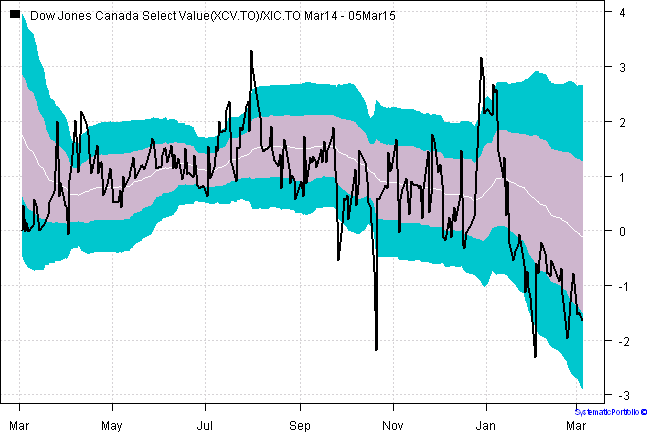 Dow Jones Canada Select Value(XCV.TO)/XIC.TO Mar14 - 05Mar15
4
3
2
1
0
-1
-2
-3
SystematicPortfolio ©
Mar May Jul Sep Nov Jan Mar